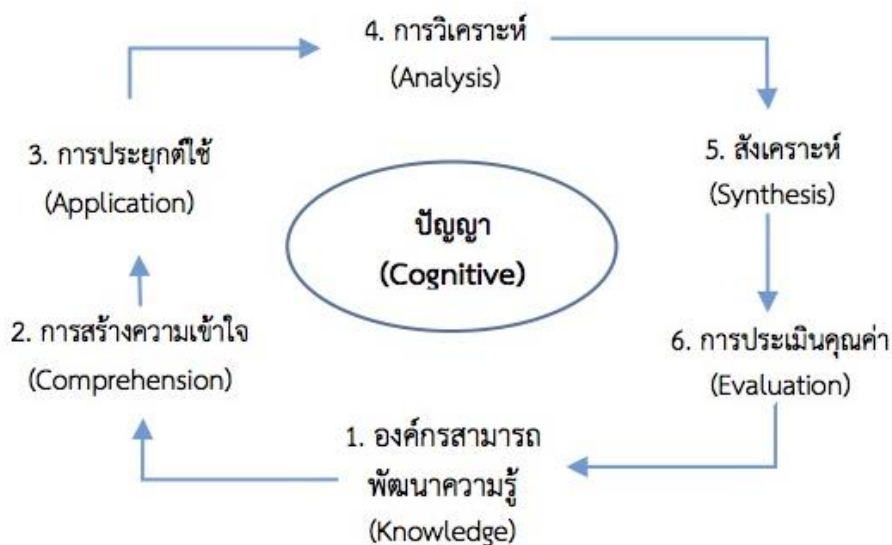 4. การวิเคราะห์
(Analysis)
3. การประยุกต์ใช้
(Application)
5. สังเคราะห์
(Synthesis)
ปัญญา
(Cognitive)
2. การสร้างความเข้าใจ
(Comprehension)
6. การประเมินคุณค่า
(Evaluation)
1. องค์กรสามารถ
พัฒนาความรู้
(Knowledge)